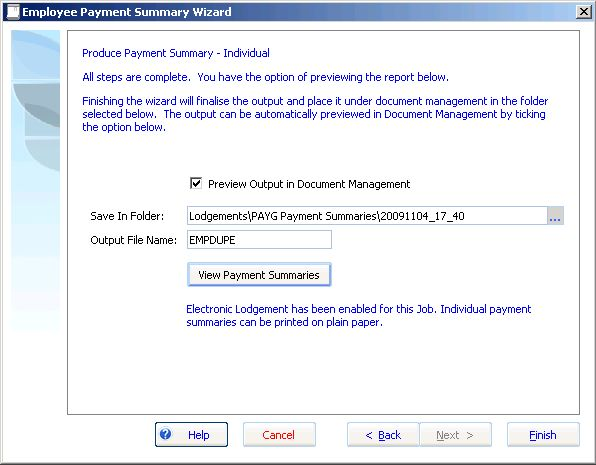 Employee Payment Summary Wizard
Produce Payment Summary - Individual
All steps are complete.  You have the option of previewing the report below.
Finishing the wizard will finalise the output and place it under document management in the folder
selected below.  The output can be automatically previewed in Document Management by ticking
the option below.
Preview Output in Document Management
Save In Folder: Lodgements\PAYG Payment Summaries\20091104_17_40 ...
Output File Name: EMPDUPE
View Payment Summaries
Electronic Lodgement has been enabled for this Job. Individual payment
summaries can be printed on plain paper.
? Help Cancel < Back Next > Finish